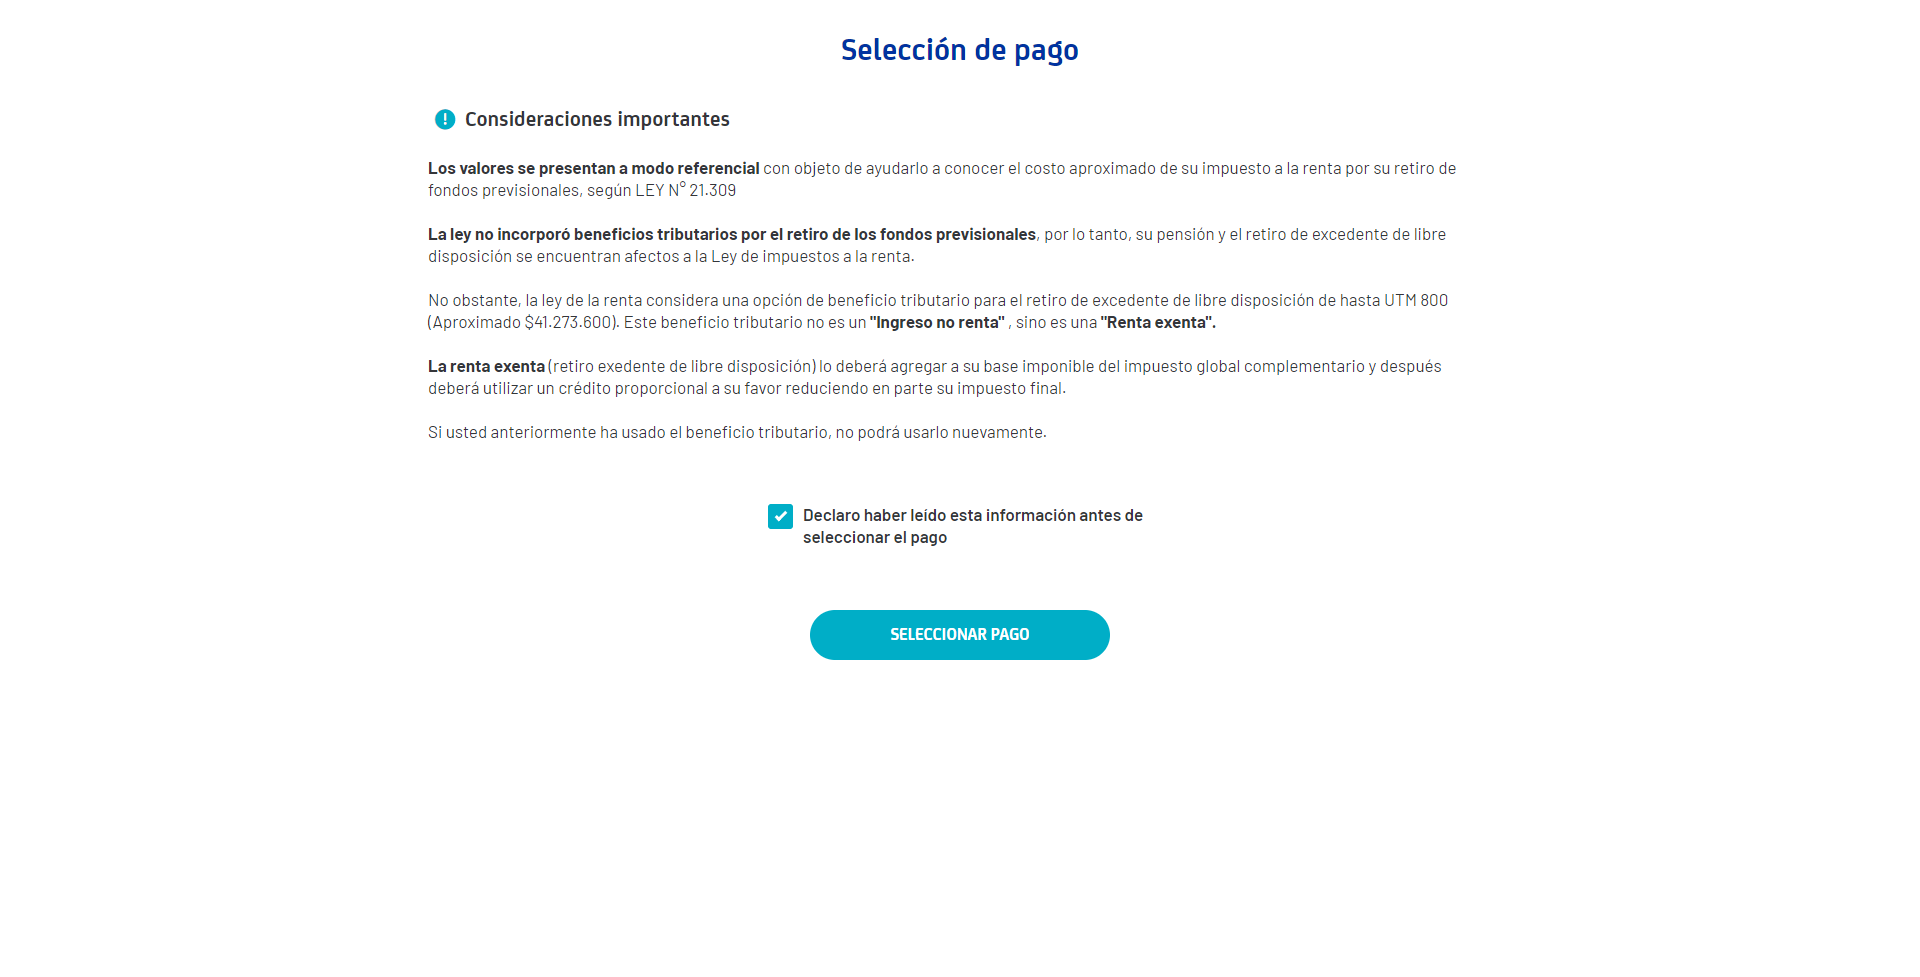 Selección de pago
Consideraciones importantes
Los valores se presentan a modo referencial con objeto de ayudarlo a conocer el costo aproximado de su impuesto a la renta por su retiro de
fondos previsionales, según LEY N° 21.309
La ley no incorporó beneficios tributarios por el retiro de los fondos previsionales, por lo tanto, su pensión y el retiro de excedente de libre
disposición se encuentran afectos a la Ley de impuestos a la renta.
No obstante, la ley de la renta considera una opción de beneficio tributario para el retiro de excedente de libre disposición de hasta UTM 800
(Aproximado $41.273.600). Este beneficio tributario no es un "Ingreso no renta" , sino es una "Renta exenta".
La renta exenta (retiro exedente de libre disposición) lo deberá agregar a su base imponible del impuesto global complementario y después
deberá utilizar un crédito proporcional a su favor reduciendo en parte su impuesto final.
Si usted anteriormente ha usado el beneficio tributario, no podrá usarlo nuevamente.
Declaro haber leído esta información antes de
seleccionar el pago
SELECCIONAR PAGO